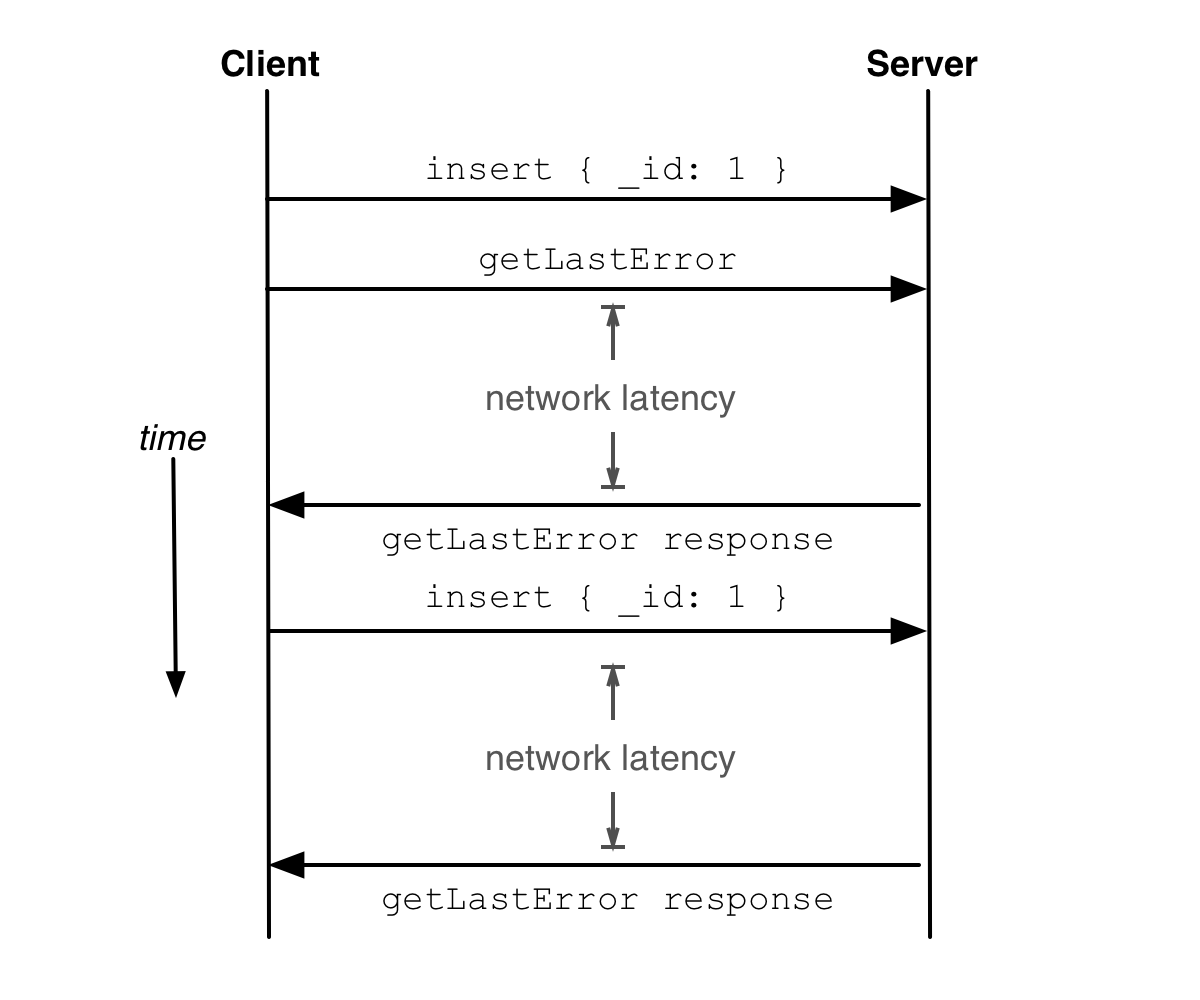 Client
Server
insert { _id: 1 }
getLastError
network latency
time
getLastError response
insert { _id: 1 }
network latency
getLastError response